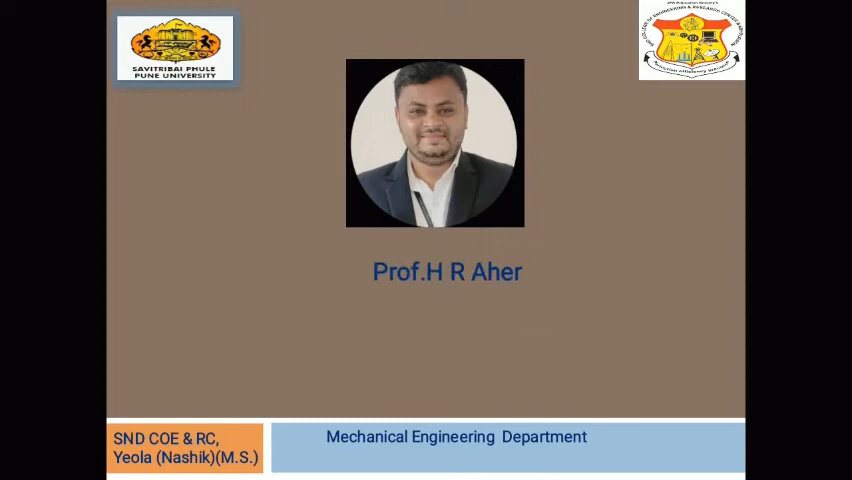 SAVITRIBAI PHULE
PUNE UNIVERSITY
Prof.H R Aher
SND COE & RC,
Yeola (Nashik)(M.S.)
Mechanical Engineering Department